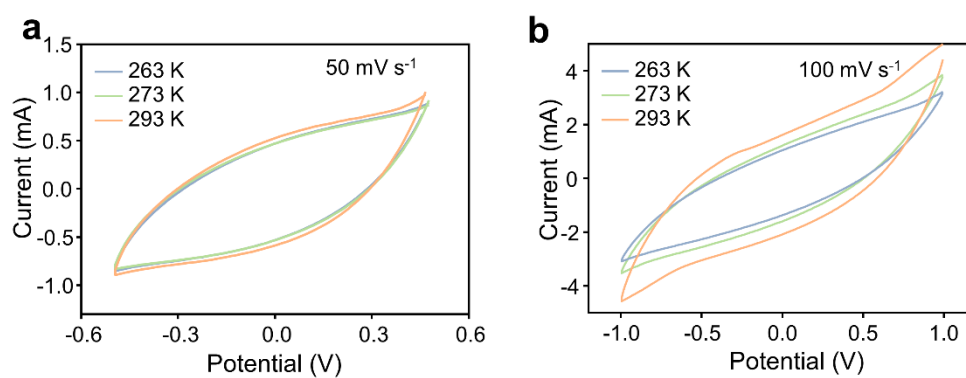 a
1.5
1.0
0.5
0.0
-0.5
-1.0
Current (mA)
263 K
273 K
293 K
50 mV s⁻¹
-0.6
-0.3
0.0
0.3
0.6
Potential (V)
b
4
2
0
-2
-4
Current (mA)
263 K
273 K
293 K
100 mV s⁻¹
-1.0
-0.5
0.0
0.5
1.0
Potential (V)